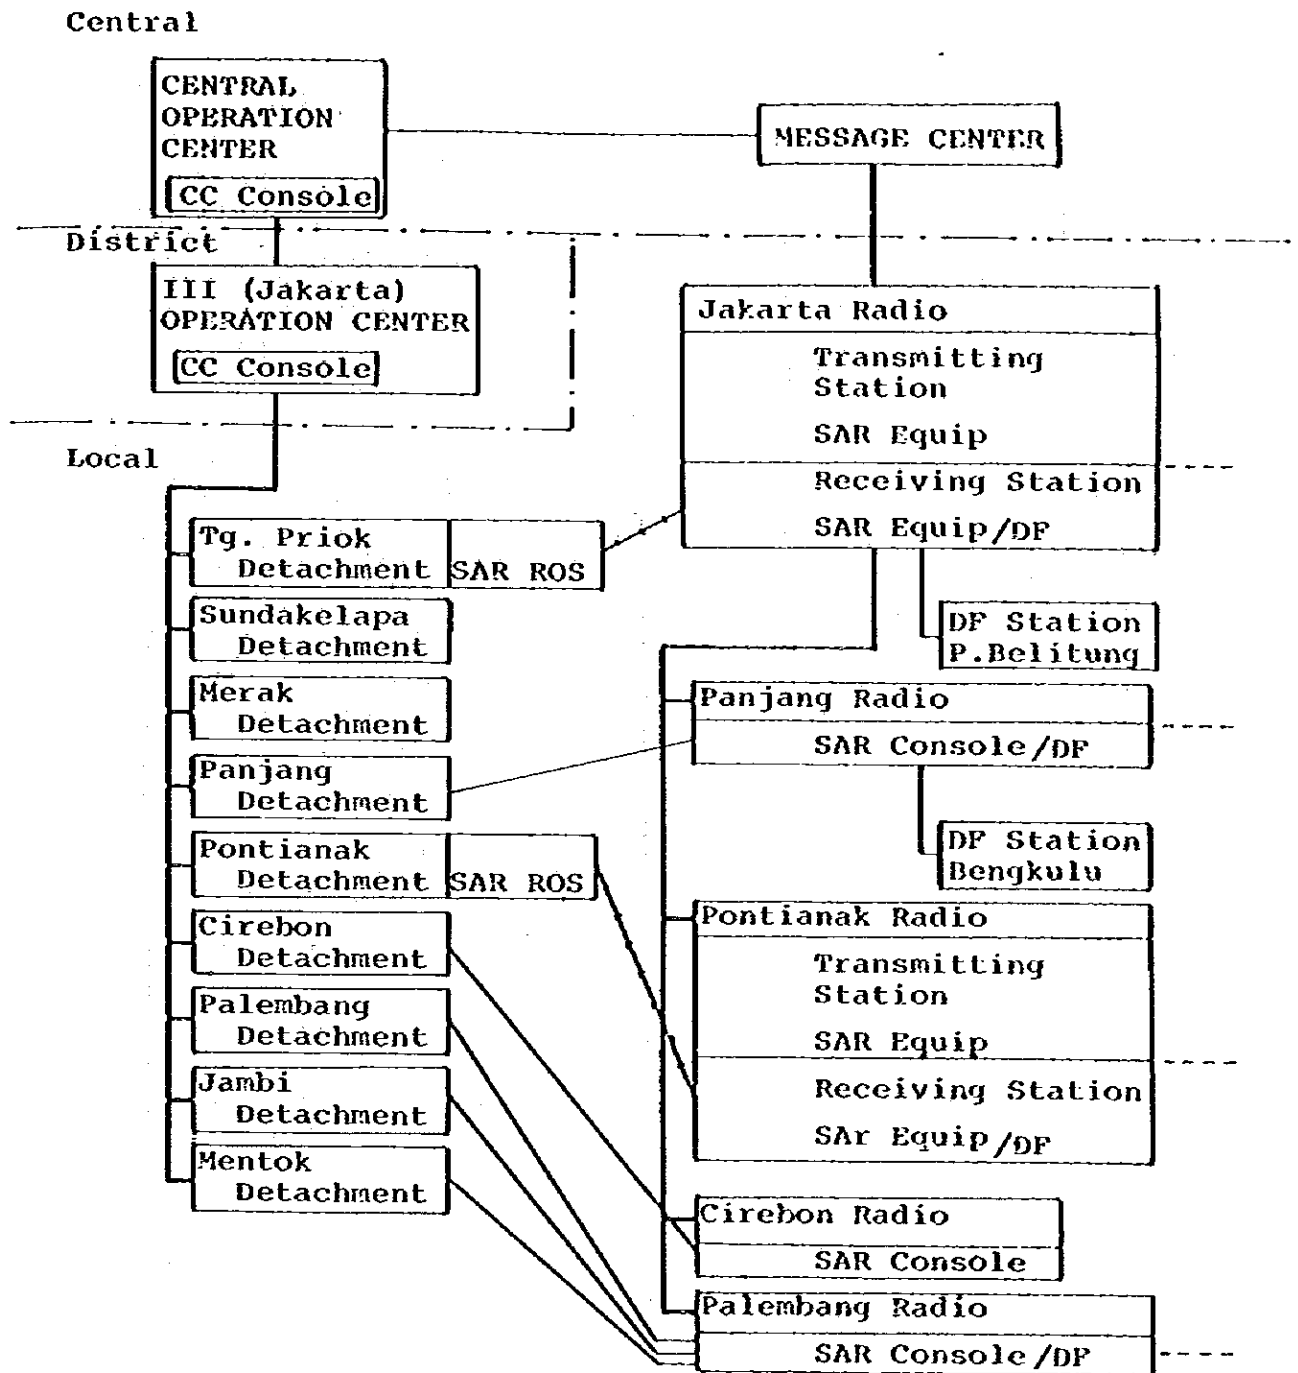 Central
CENTRAL
OPERATION
CENTER
CC Console
MESSAGE CENTER
District
III (Jakarta)
OPERATION CENTER
CC Console
Jakarta Radio
Transmitting
Station
SAR Equip
Receiving Station
SAR Equip/DF
Local
Tg. Priok
Detachment
SAR ROS
Sundakelapa
Detachment
Merak
Detachment
Panjang
Detachment
Pontianak
Detachment
SAR ROS
Cirebon
Detachment
Palembang
Detachment
Jambi
Detachment
Mentok
Detachment
DF Station
P.Belitung
Panjang Radio
SAR Console/DF
DF Station
Bengkulu
Pontianak Radio
Transmitting
Station
SAR Equip
Receiving Station
SAr Equip/DF
Cirebon Radio
SAR Console
Palembang Radio
SAR Console/DF